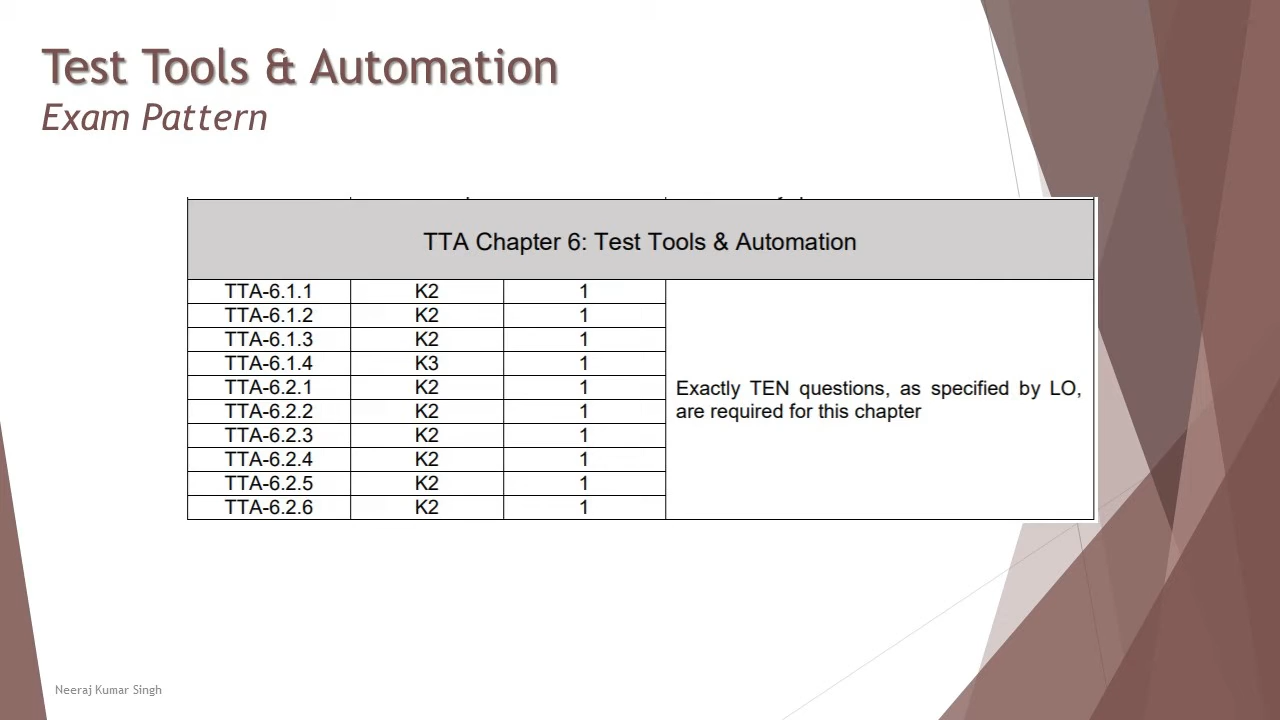 Test Tools & Automation
Exam Pattern
TTA Chapter 6: Test Tools & Automation
TTA-6.1.1 K2 1
TTA-6.1.2 K2 1
TTA-6.1.3 K2 1
TTA-6.1.4 K3 1
TTA-6.2.1 K2 1
TTA-6.2.2 K2 1
TTA-6.2.3 K2 1
TTA-6.2.4 K2 1
TTA-6.2.5 K2 1
TTA-6.2.6 K2 1
Exactly TEN questions, as specified by LO,
are required for this chapter
Neeraj Kumar Singh